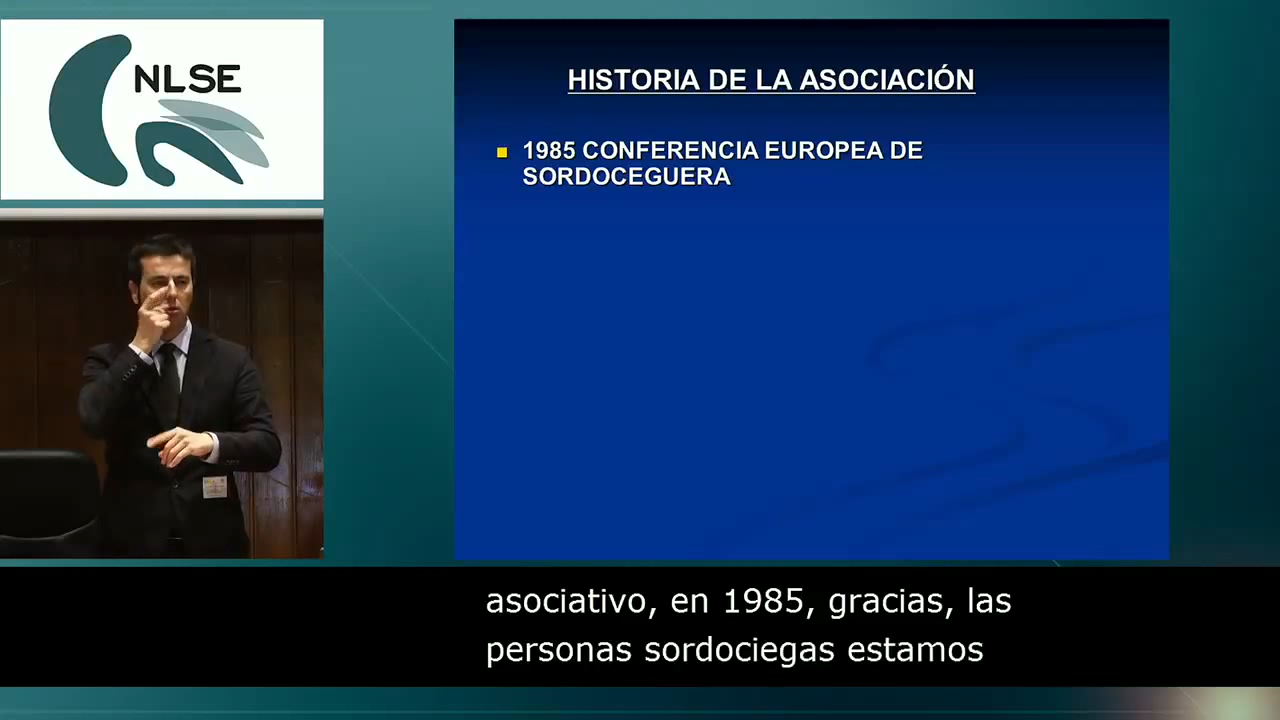 NLSE
HISTORIA DE LA ASOCIACIÓN
1985 CONFERENCIA EUROPEA DE
SORDOCEGUERA
asociativo, en 1985, gracias, las
personas sordociegas estamos